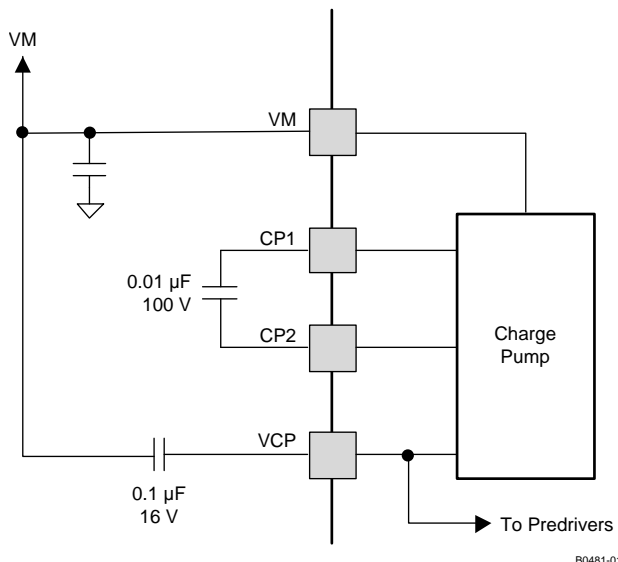 VM
VM
CP1
0.01 µF
100 V
CP2
Charge
Pump
VCP
0.1 µF
16 V
To Predrivers